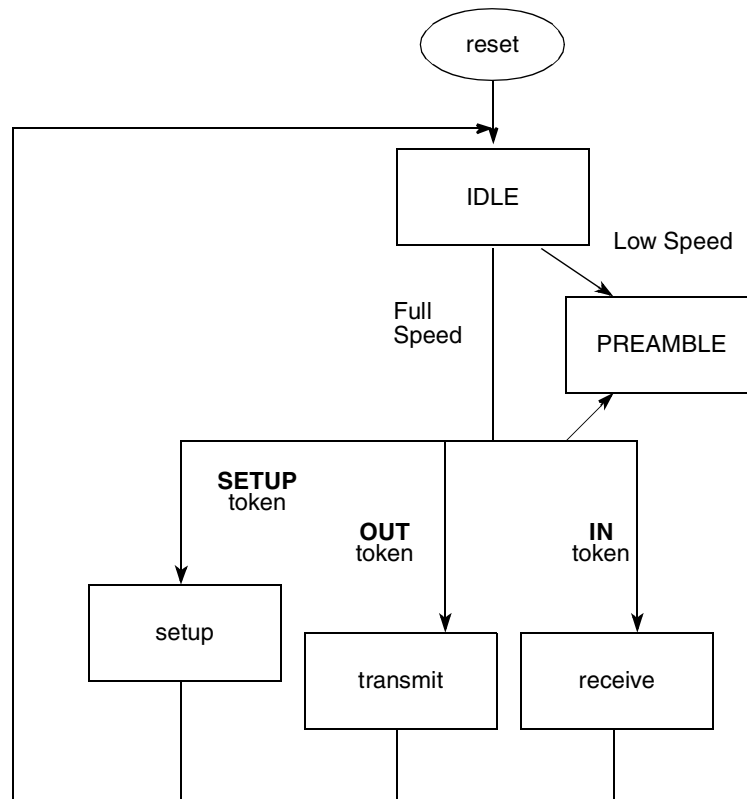 reset
IDLE
Low Speed
Full
Speed
PREAMBLE
SETUP
token
OUT
token
IN
token
setup
transmit
receive